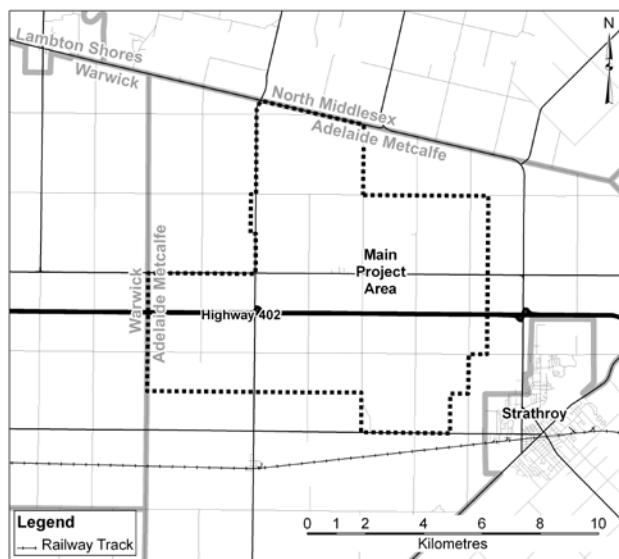 N
Lambton Shores
Warwick
North Middlesex
Adelaide Metcalfe
Main
Project
Area
Warwick
Adelaide Metcalfe
Highway 402
Strathroy
Legend
Railway Track
0 1 2 4 6 8 10
Kilometres